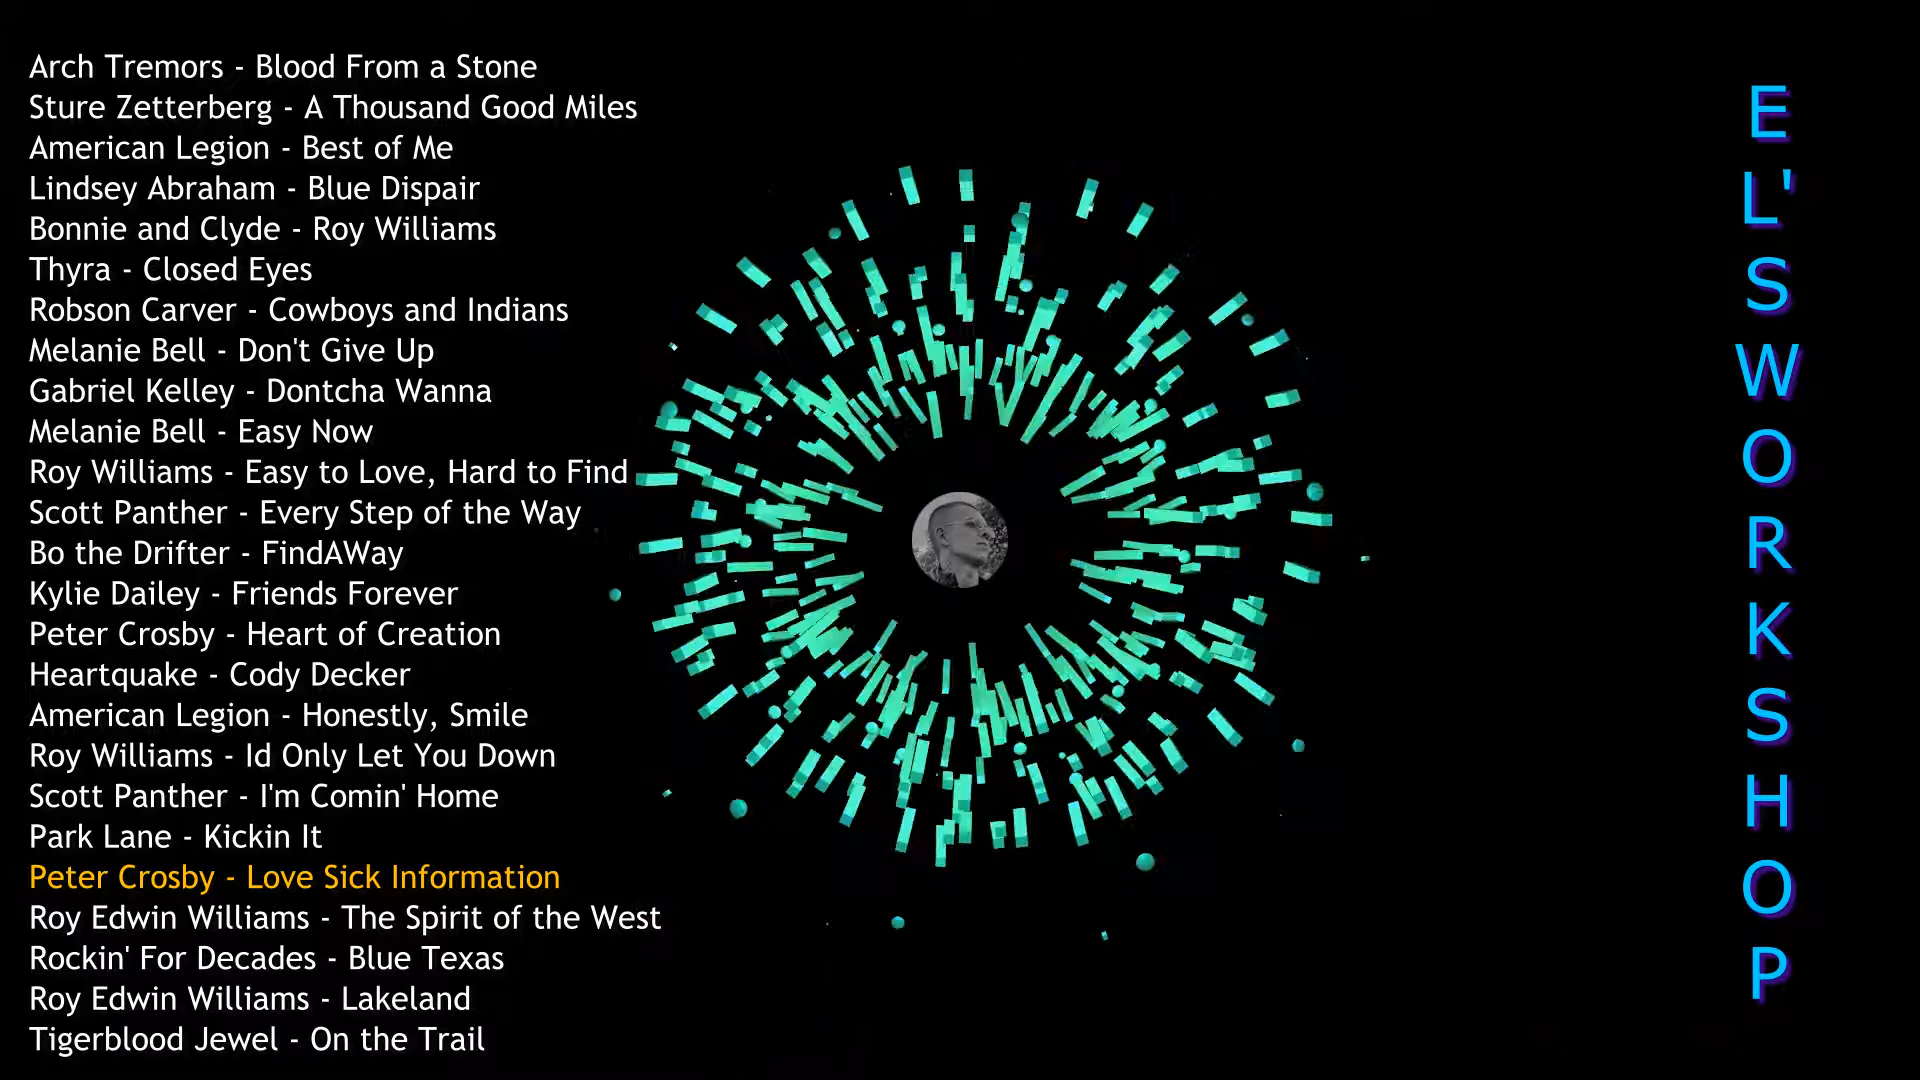 Arch Tremors - Blood From a Stone
Sture Zetterberg - A Thousand Good Miles
American Legion - Best of Me
Lindsey Abraham - Blue Dispair
Bonnie and Clyde - Roy Williams
Thyra - Closed Eyes
Robson Carver - Cowboys and Indians
Melanie Bell - Don't Give Up
Gabriel Kelley - Dontcha Wanna
Melanie Bell - Easy Now
Roy Williams - Easy to Love, Hard to Find
Scott Panther - Every Step of the Way
Bo the Drifter - FindAWay
Kylie Dailey - Friends Forever
Peter Crosby - Heart of Creation
Heartquake - Cody Decker
American Legion - Honestly, Smile
Roy Williams - Id Only Let You Down
Scott Panther - I'm Comin' Home
Park Lane - Kickin It
Peter Crosby - Love Sick Information
Roy Edwin Williams - The Spirit of the West
Rockin' For Decades - Blue Texas
Roy Edwin Williams - Lakeland
Tigerblood Jewel - On the Trail
EL'S WORKSHOP